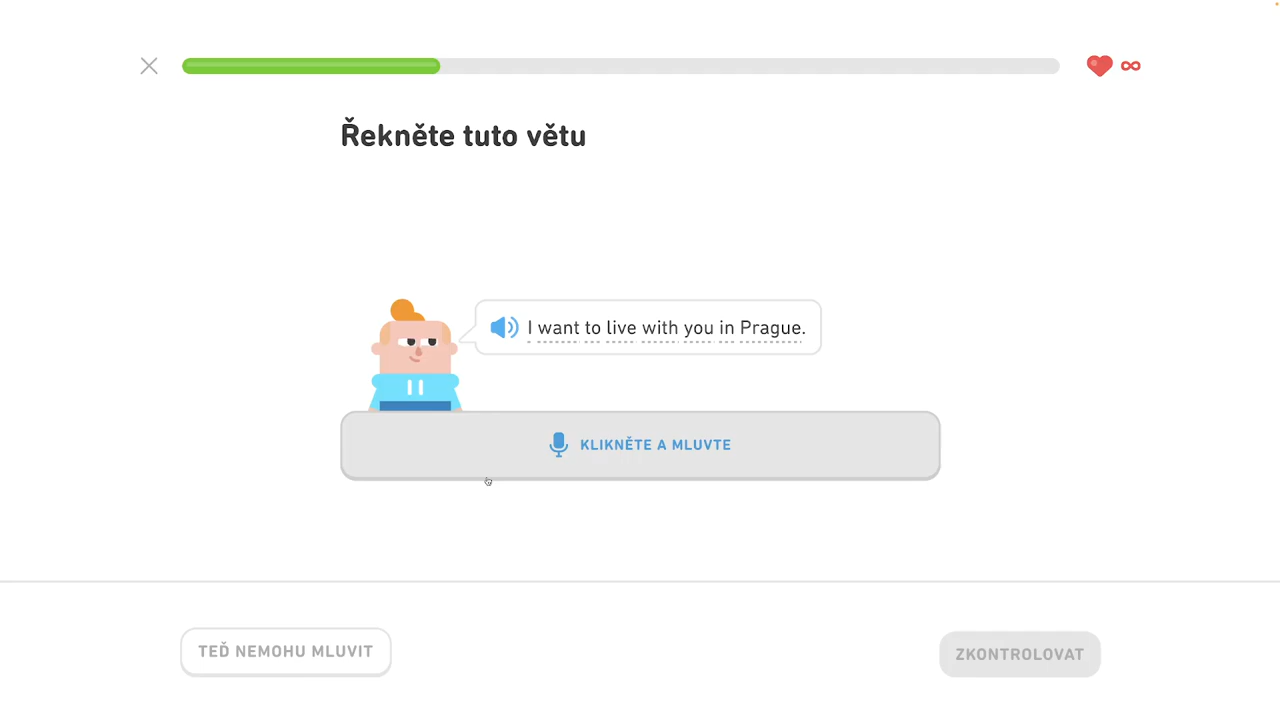 Řekněte tuto větu
I want to live with you in Prague.
KLIKNĚTE A MLUVTE
TEĎ NEMOHU MLUVIT
ZKONTROLOVAT